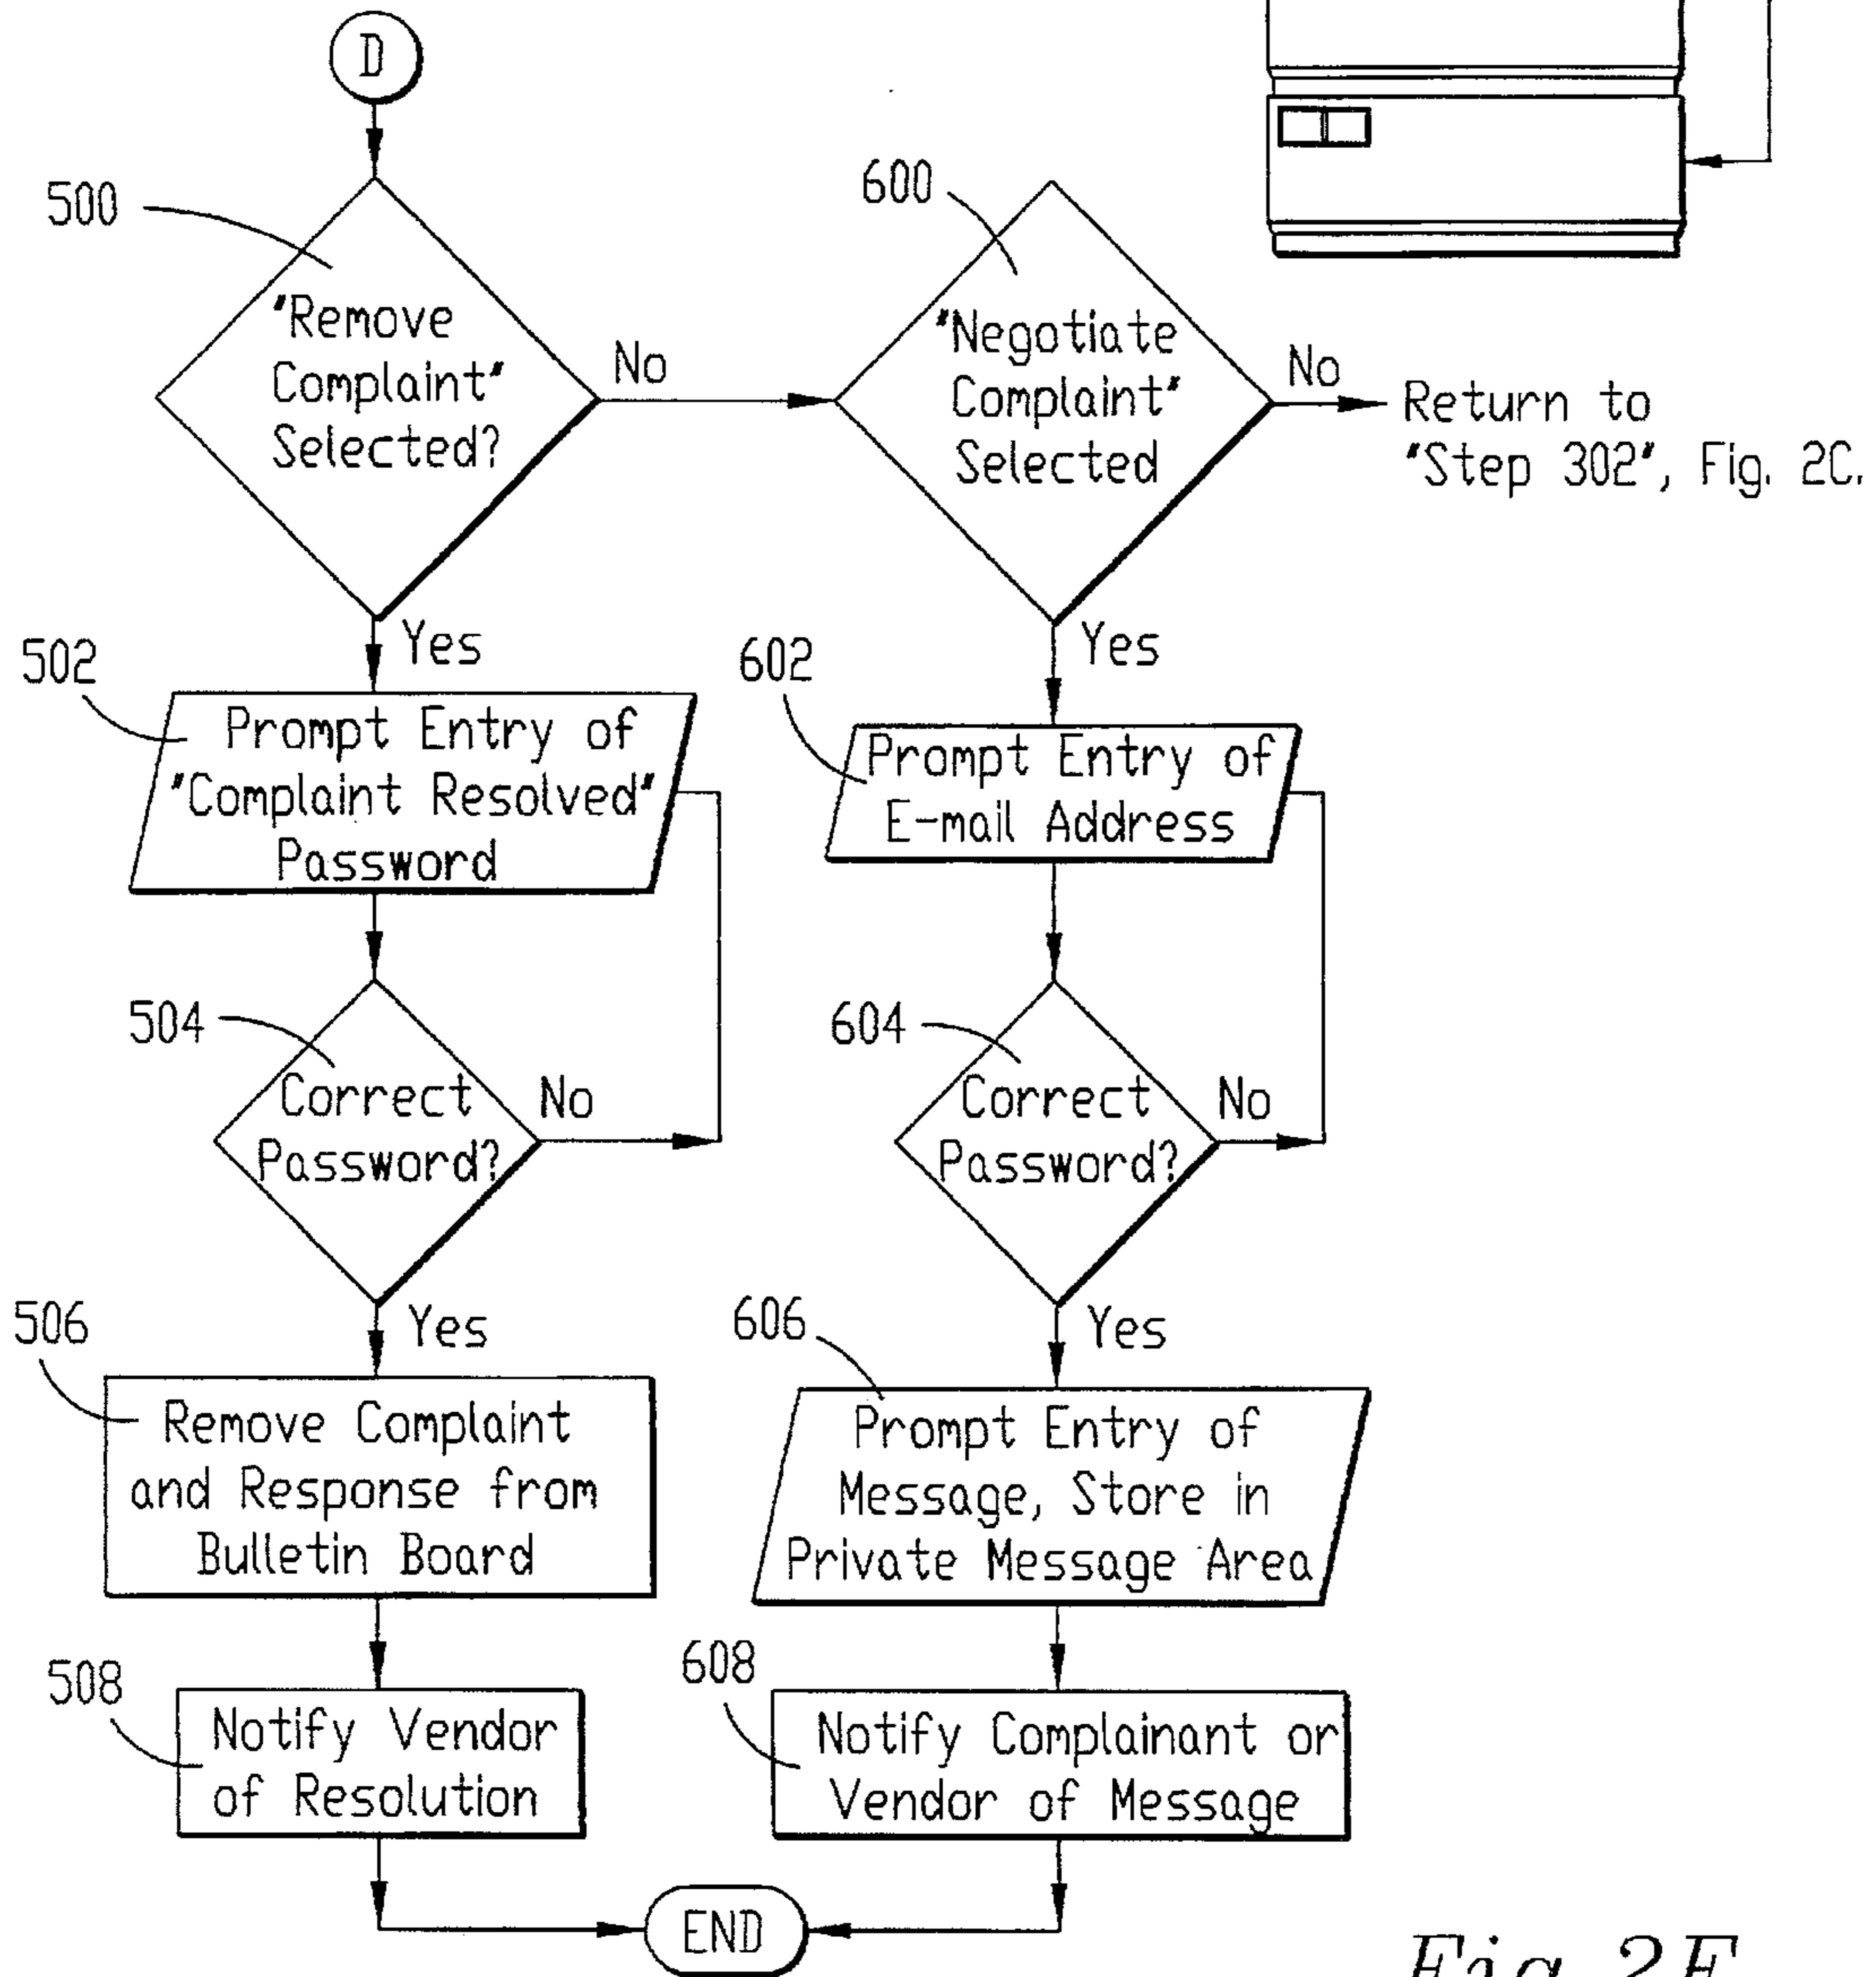 D
500
"Remove
Complaint"
Selected?
No
600
"Negotiate
Complaint"
Selected
No
Return to
"Step 302", Fig. 2C.
Yes
Yes
502
Prompt Entry of
"Complaint Resolved"
Password
602
Prompt Entry of
E-mail Address
504
Correct
Password?
No
604
Correct
Password?
No
Yes
Yes
506
Remove Complaint
and Response from
Bulletin Board
606
Prompt Entry of
Message, Store in
Private Message Area
508
Notify Vendor
of Resolution
608
Notify Complainant or
Vendor of Message
END
Fig.